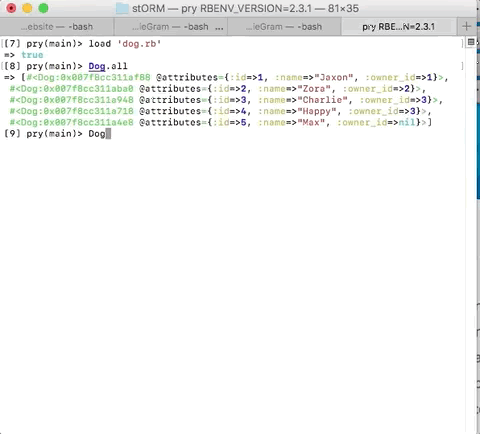 stORM — pry RBENV_VERSION=2.3.1 — 81×35
...ebsite — -bash
...ieGram — -bash
...
...ieGram — -bash
pry RBE...N=2.3.1
[7] pry(main)> load 'dog.rb'
=> true
[8] pry(main)> Dog.all
=> [#<Dog:0x007f8cc311af88 @attributes={:id=>1, :name=>"Jaxon", :owner_id=>1}>,
#<Dog:0x007f8cc311aba0 @attributes={:id=>2, :name=>"Zora", :owner_id=>2}>,
#<Dog:0x007f8cc311a948 @attributes={:id=>3, :name=>"Charlie", :owner_id=>3}>,
#<Dog:0x007f8cc311a718 @attributes={:id=>4, :name=>"Happy", :owner_id=>3}>,
#<Dog:0x007f8cc311a4e8 @attributes={:id=>5, :name=>"Max", :owner_id=>nil}>]
[9] pry(main)> Dog